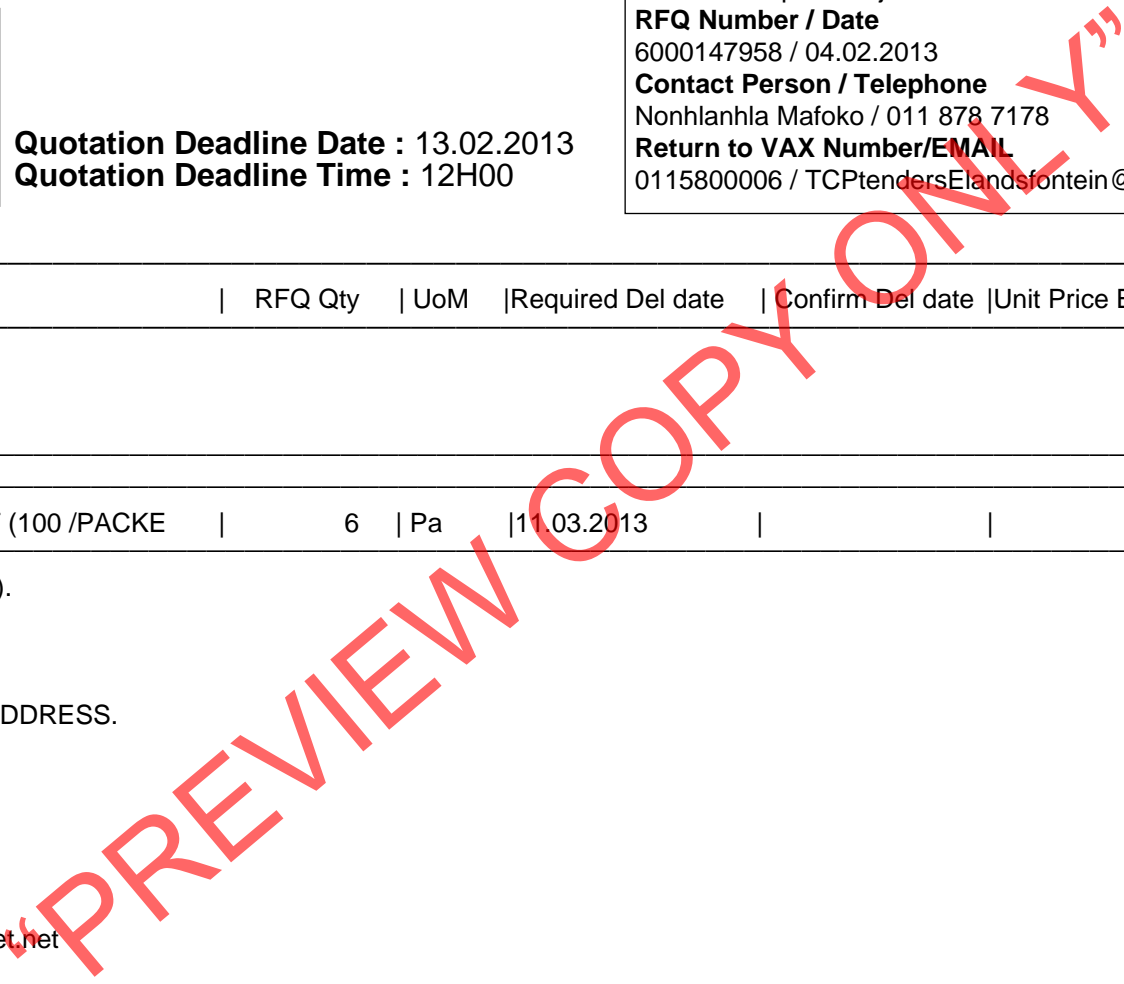 RFQ Number / Date
6000147958 / 04.02.2013
Contact Person / Telephone
Nonhlanhla Mafoko / 011 878 7178
Quotation Deadline Date : 13.02.2013
Return to VAX Number/EMAIL
Quotation Deadline Time : 12H00
0115800006 / TCPtendersElandsfontein@
| RFQ Qty | UoM |Required Del date | Confirm Del date |Unit Price
(100 /PACKE | 6 | Pa |11.03.2013 | |
).
DDRESS.
et.net
“PREVIEW COPY ONLY”